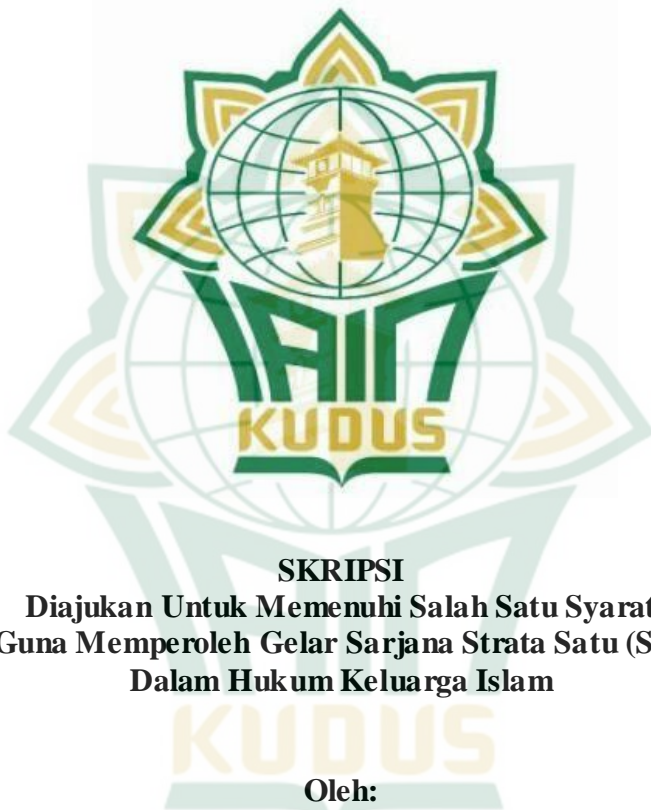 IAIN
KUDUS
SKRIPSI
Diajukan Untuk Memenuhi Salah Satu Syarat
Guna Memperoleh Gelar Sarjana Strata Satu (S
Dalam Hukum Keluarga Islam
KUDUS
Oleh: